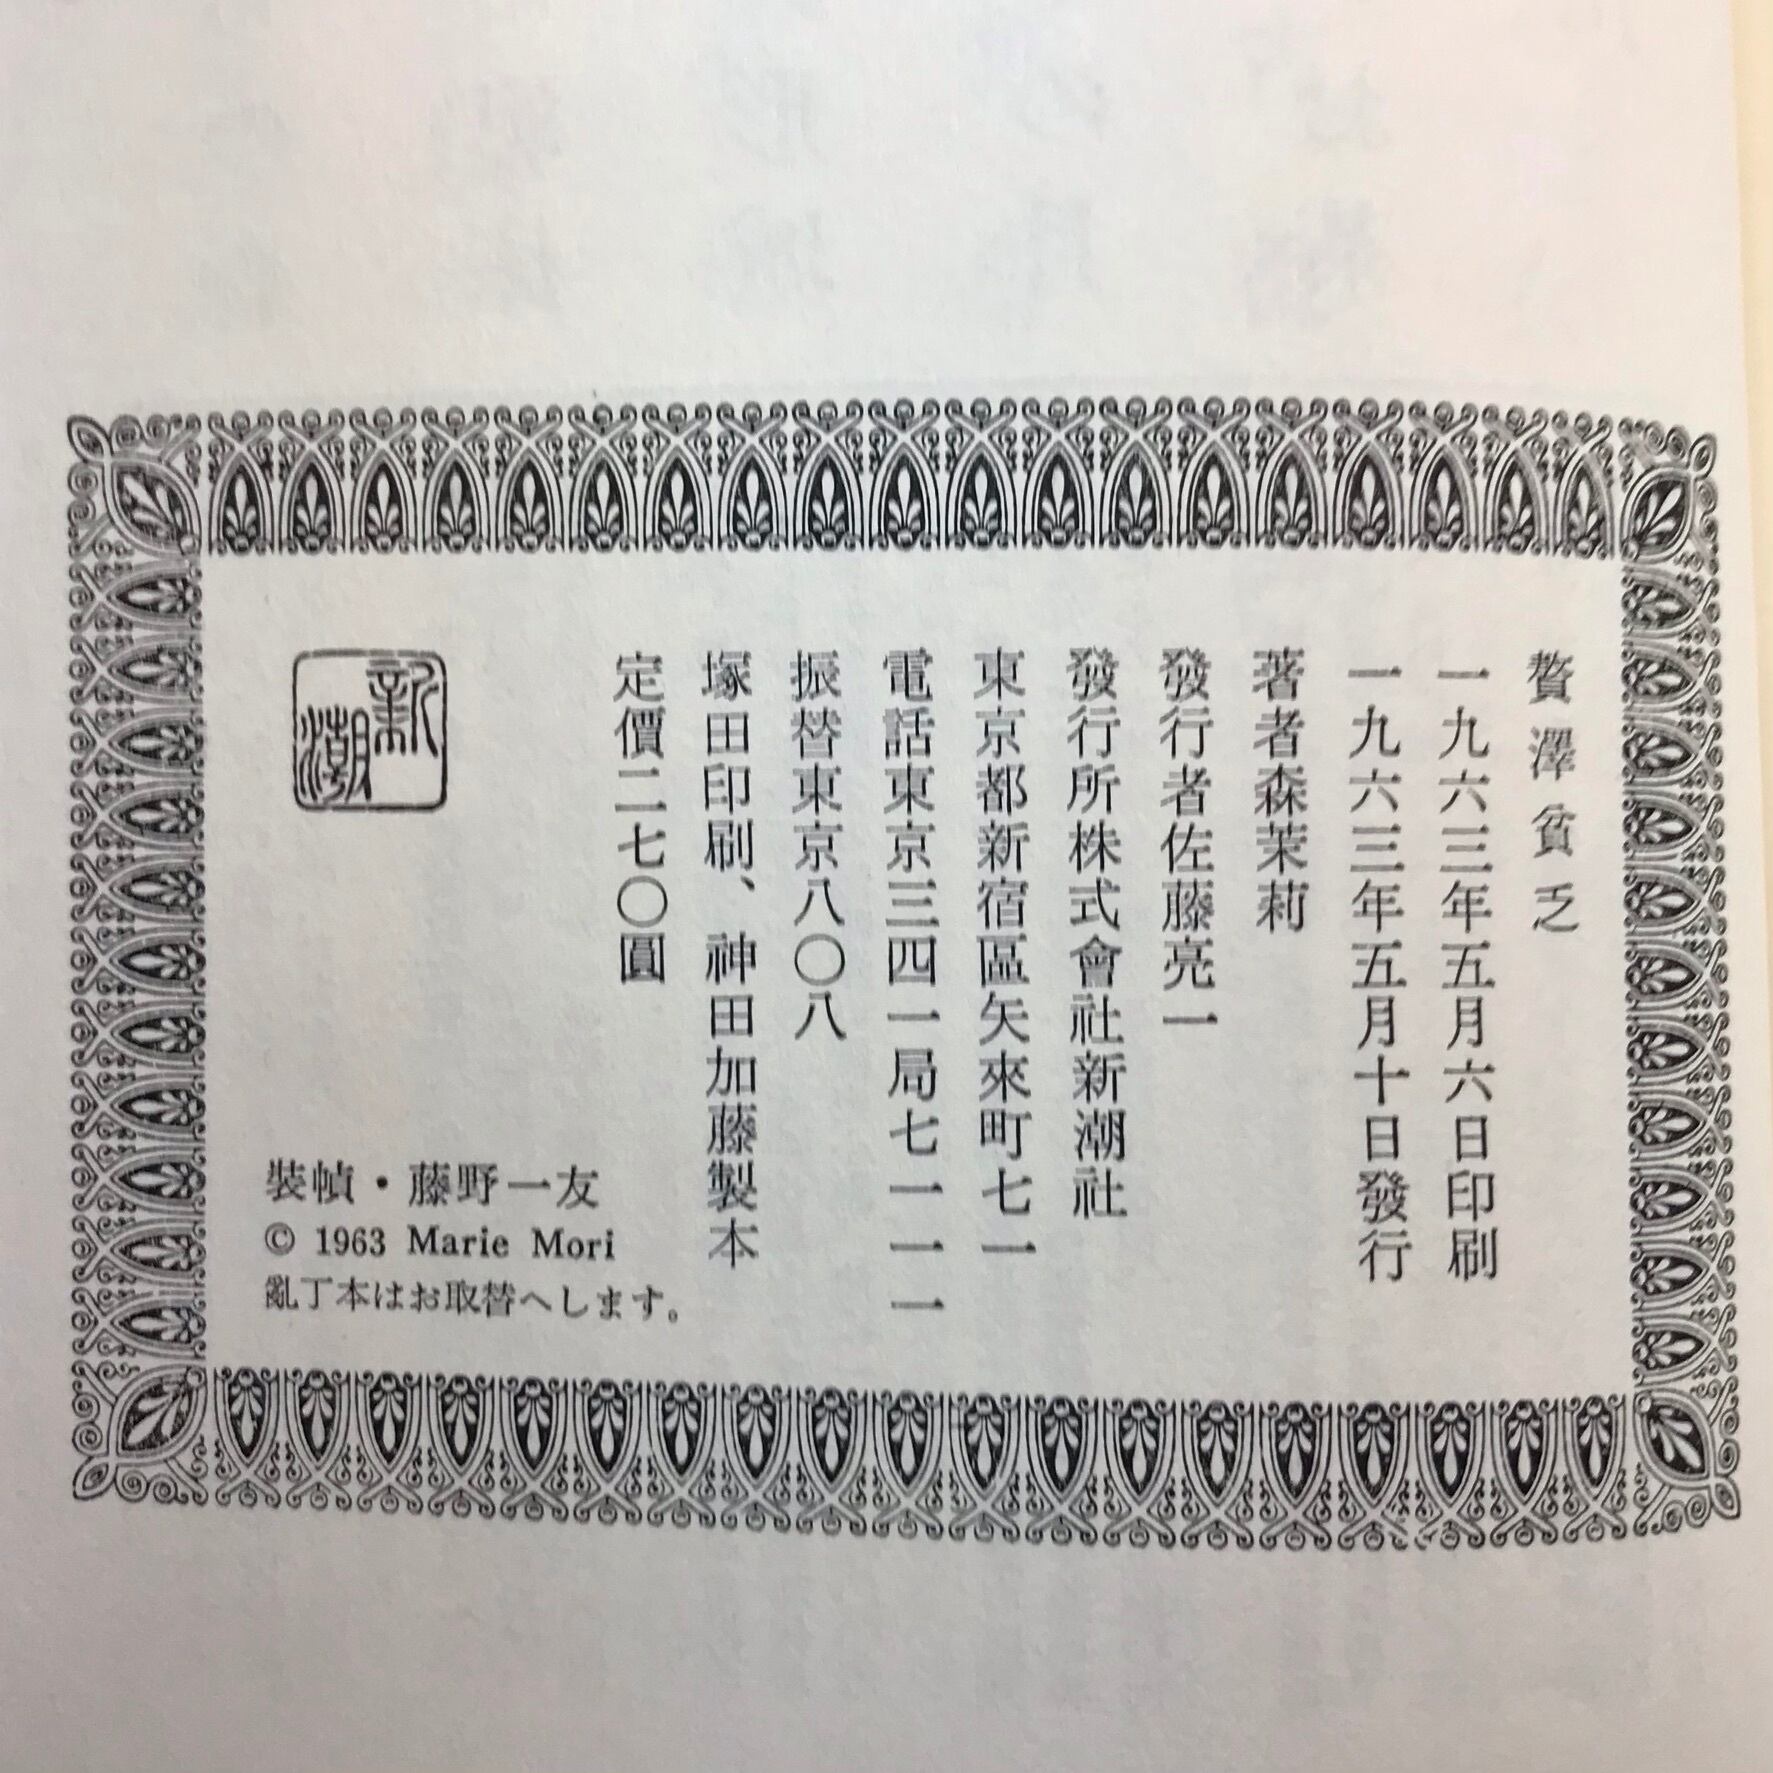 贅澤貧乏
一九六三年五月六日印刷
一九六三年五月十日發行
著者森茉莉
發行者佐藤亮一
發行所株式會社新潮社
東京都新宿區矢來町七一
電話東京三四一局七一一一
振替東京八〇八
塚田印刷、神田加藤製本
定價二七〇圓
新潮
裝幀・藤野一友
© 1963 Marie Mori
亂丁本はお取替へします。